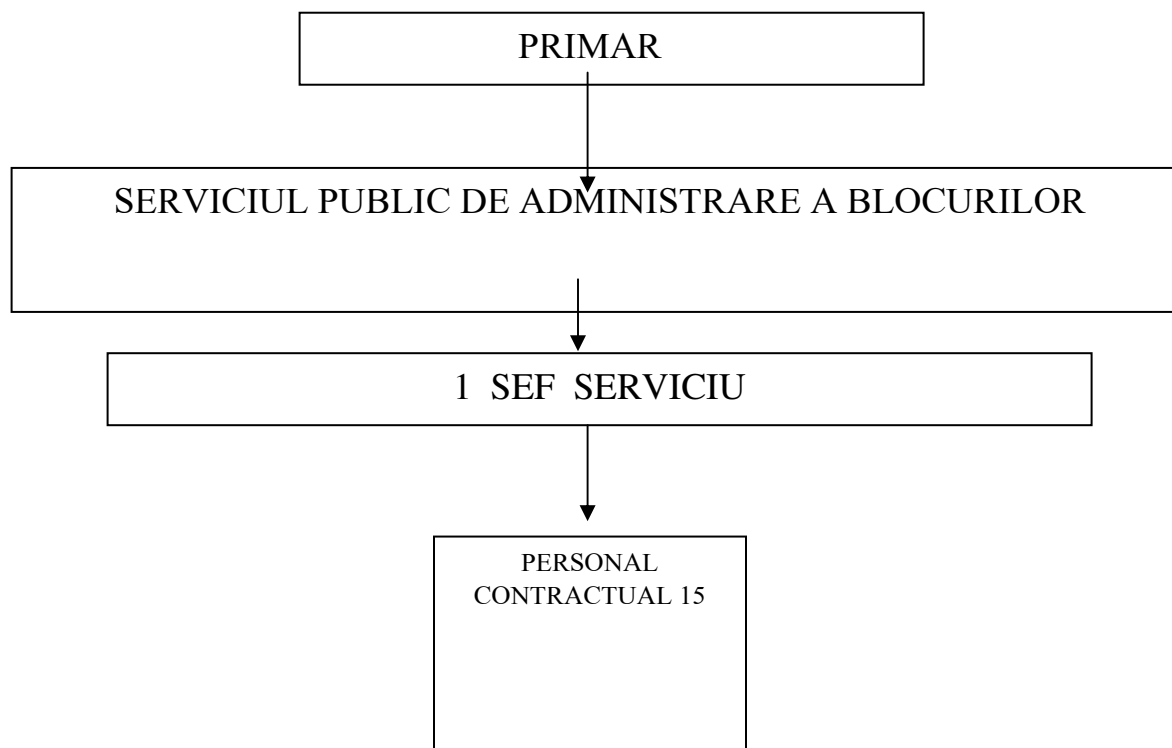 PRIMAR
SERVICIUL PUBLIC DE ADMINISTRARE A BLOCURILOR
1 SEF SERVICIU
PERSONAL
CONTRACTUAL 15